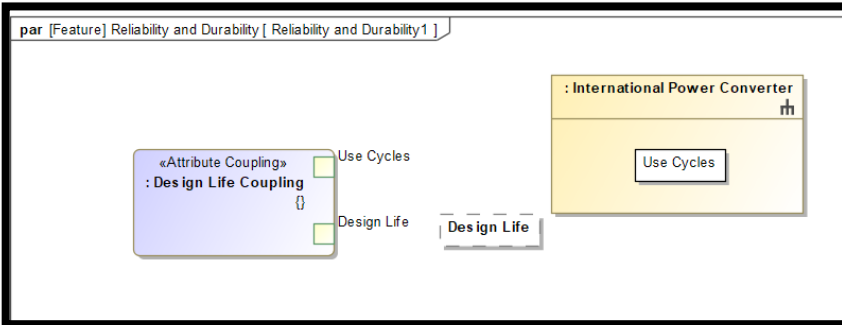 par [Feature] Reliability and Durability [ Reliability and Durability1 ]
: International Power Converter
Use Cycles
«Attribute Coupling»
: Design Life Coupling
{}
Use Cycles
Design Life
Design Life